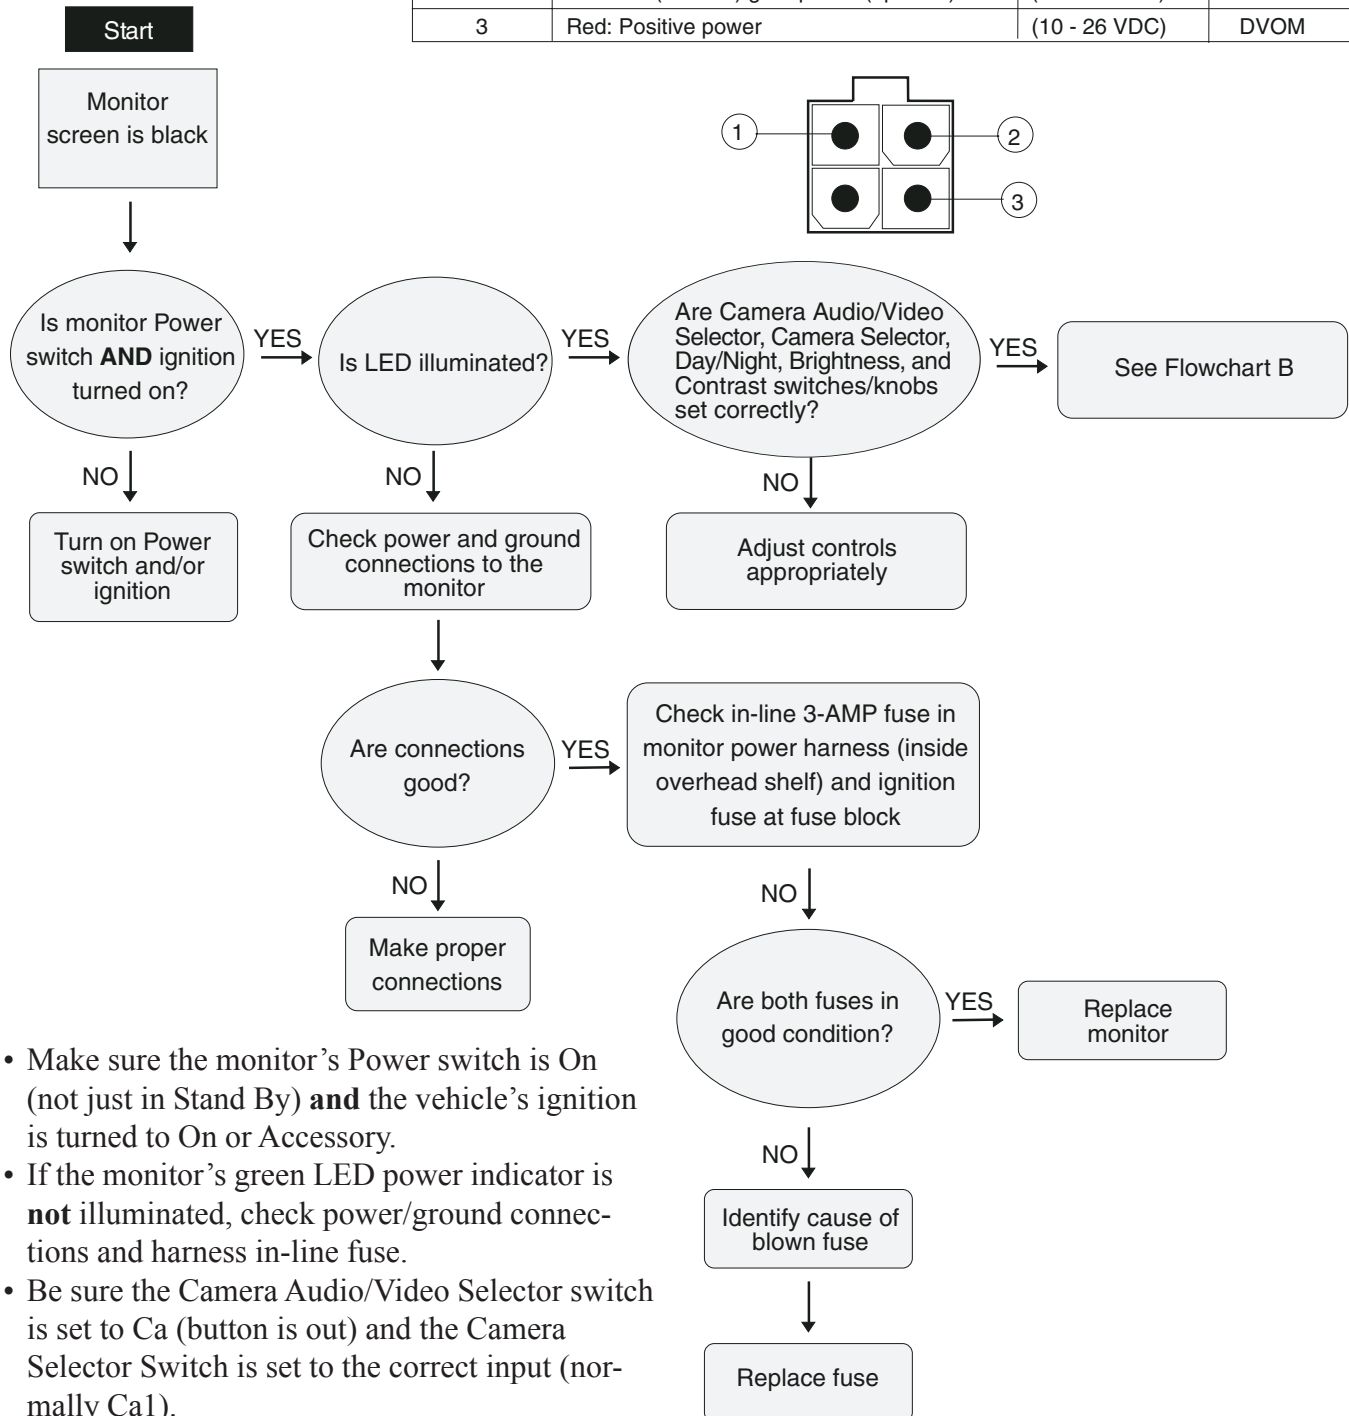 3 Red: Positive power (10 - 26 VDC) DVOM
Start
Monitor
screen is black
1
2
3
Is monitor Power
switch AND ignition
turned on?
YES
Is LED illuminated?
YES
Are Camera Audio/Video
Selector, Camera Selector,
Day/Night, Brightness, and
Contrast switches/knobs
set correctly?
YES
See Flowchart B
NO
Turn on Power
switch and/or
ignition
NO
Check power and ground
connections to the
monitor
NO
Adjust controls
appropriately
Are connections
good?
YES
Check in-line 3-AMP fuse in
monitor power harness (inside
overhead shelf) and ignition
fuse at fuse block
NO
Make proper
connections
NO
Are both fuses in
good condition?
YES
Replace
monitor
NO
Identify cause of
blown fuse
Replace fuse
• Make sure the monitor’s Power switch is On
(not just in Stand By) and the vehicle’s ignition
is turned to On or Accessory.
• If the monitor’s green LED power indicator is
not illuminated, check power/ground connec-
tions and harness in-line fuse.
• Be sure the Camera Audio/Video Selector switch
is set to Ca (button is out) and the Camera
Selector Switch is set to the correct input (nor-
mally Ca1).